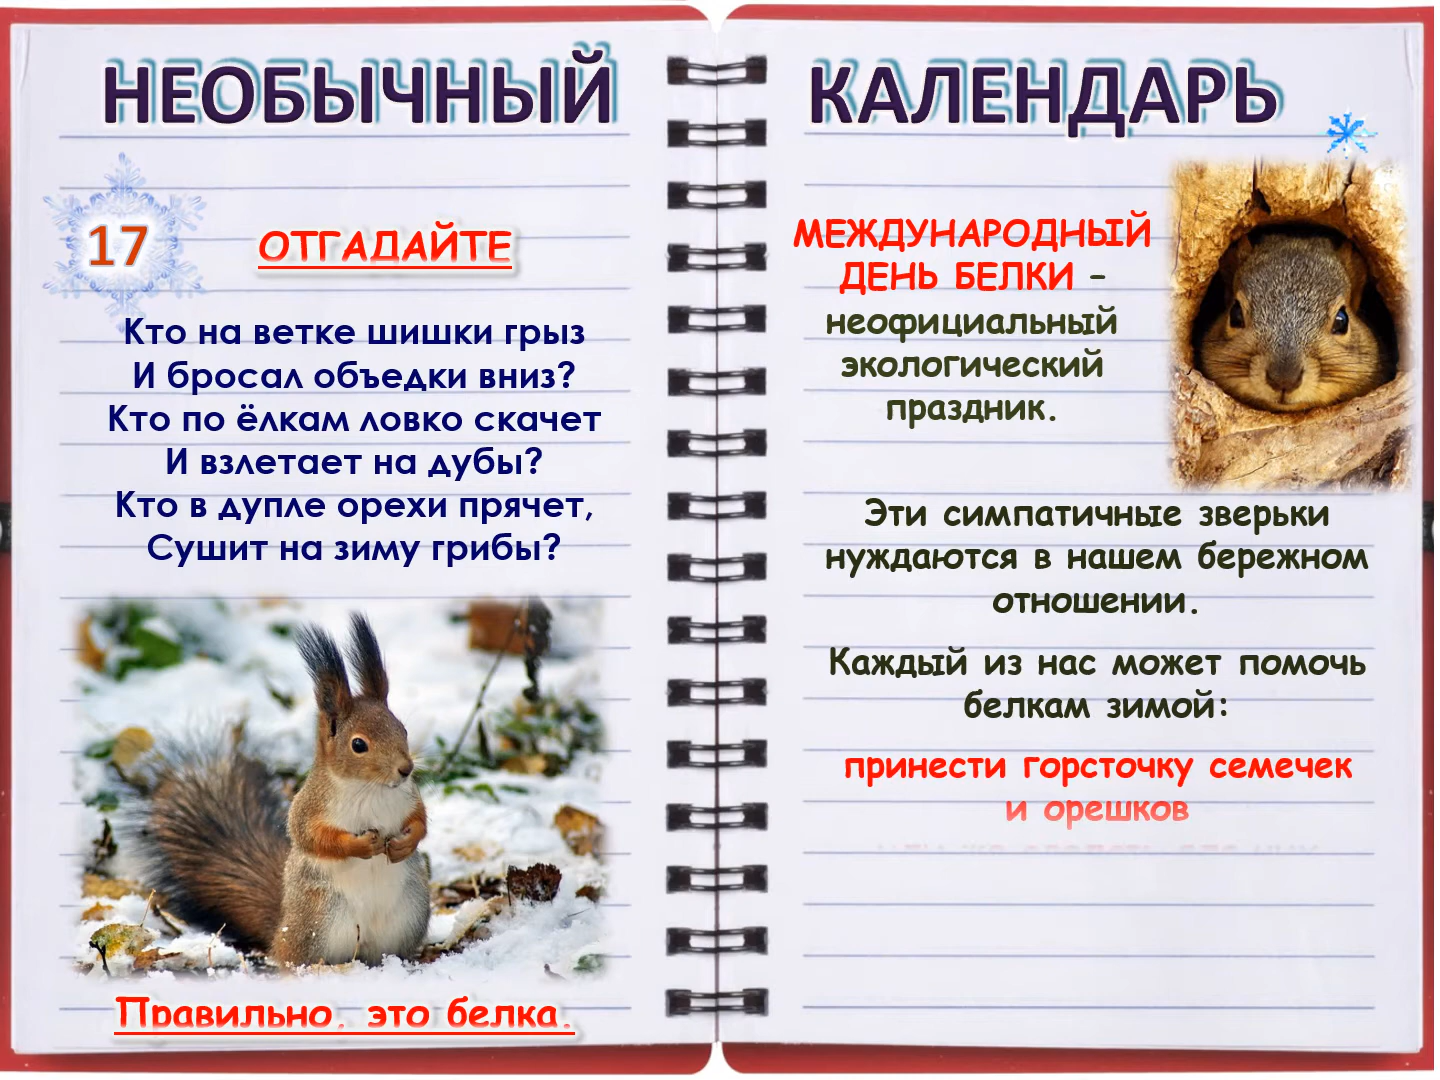 НЕОБЫЧНЫЙ
КАЛЕНДАРЬ
17
ОТГАДАЙТЕ
Кто на ветке шишки грыз
И бросал объедки вниз?
Кто по ёлкам ловко скачет
И взлетает на дубы?
Кто в дупле орехи прячет,
Сушит на зиму грибы?
Правильно, это белка.
МЕЖДУНАРОДНЫЙ
ДЕНЬ БЕЛКИ –
неофициальный
экологический
праздник.
Эти симпатичные зверьки
нуждаются в нашем бережном
отношении.
Каждый из нас может помочь
белкам зимой:
принести горсточку семечек
и орешков